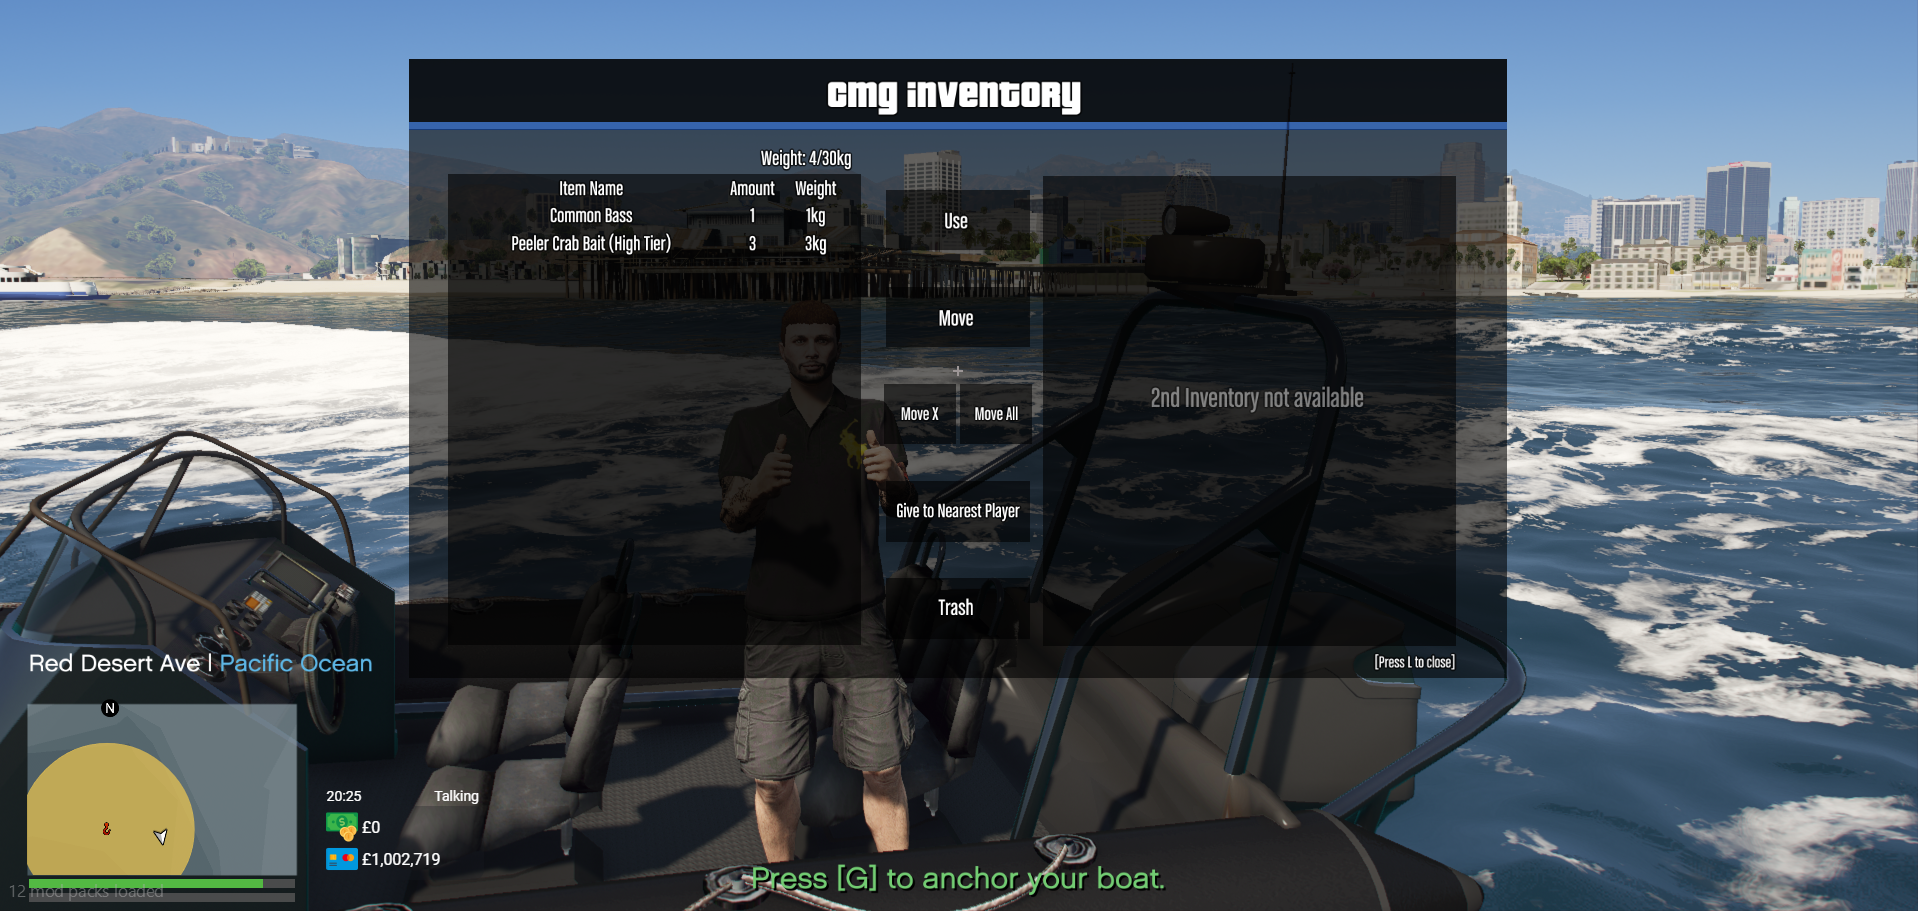 cmg inventory
Weight: 4/30kg
Item Name Amount Weight
Common Bass 1 1kg
Peeler Crab Bait (High Tier) 3 3kg
Use
Move
+
Move X Move All
Give to Nearest Player
Trash
2nd Inventory not available
[Press L to close]
Red Desert Ave | Pacific Ocean
N
20:25 Talking
£0
£1,002,719
12 mod packs loaded
Press [G] to anchor your boat.